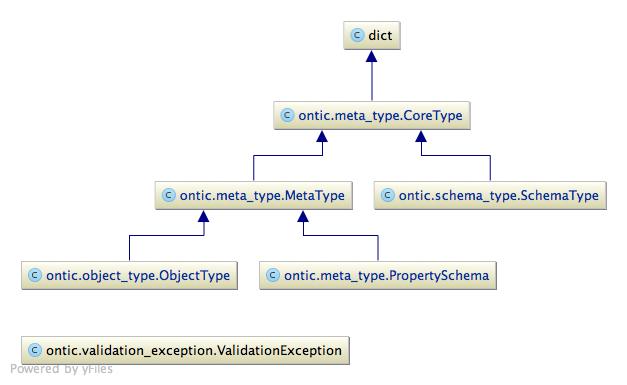 C dict
C ontic.meta_type.CoreType
C ontic.meta_type.MetaType
C ontic.schema_type.SchemaType
C ontic.object_type.ObjectType
C ontic.meta_type.PropertySchema
C ontic.validation_exception.ValidationException
Powered by yFiles